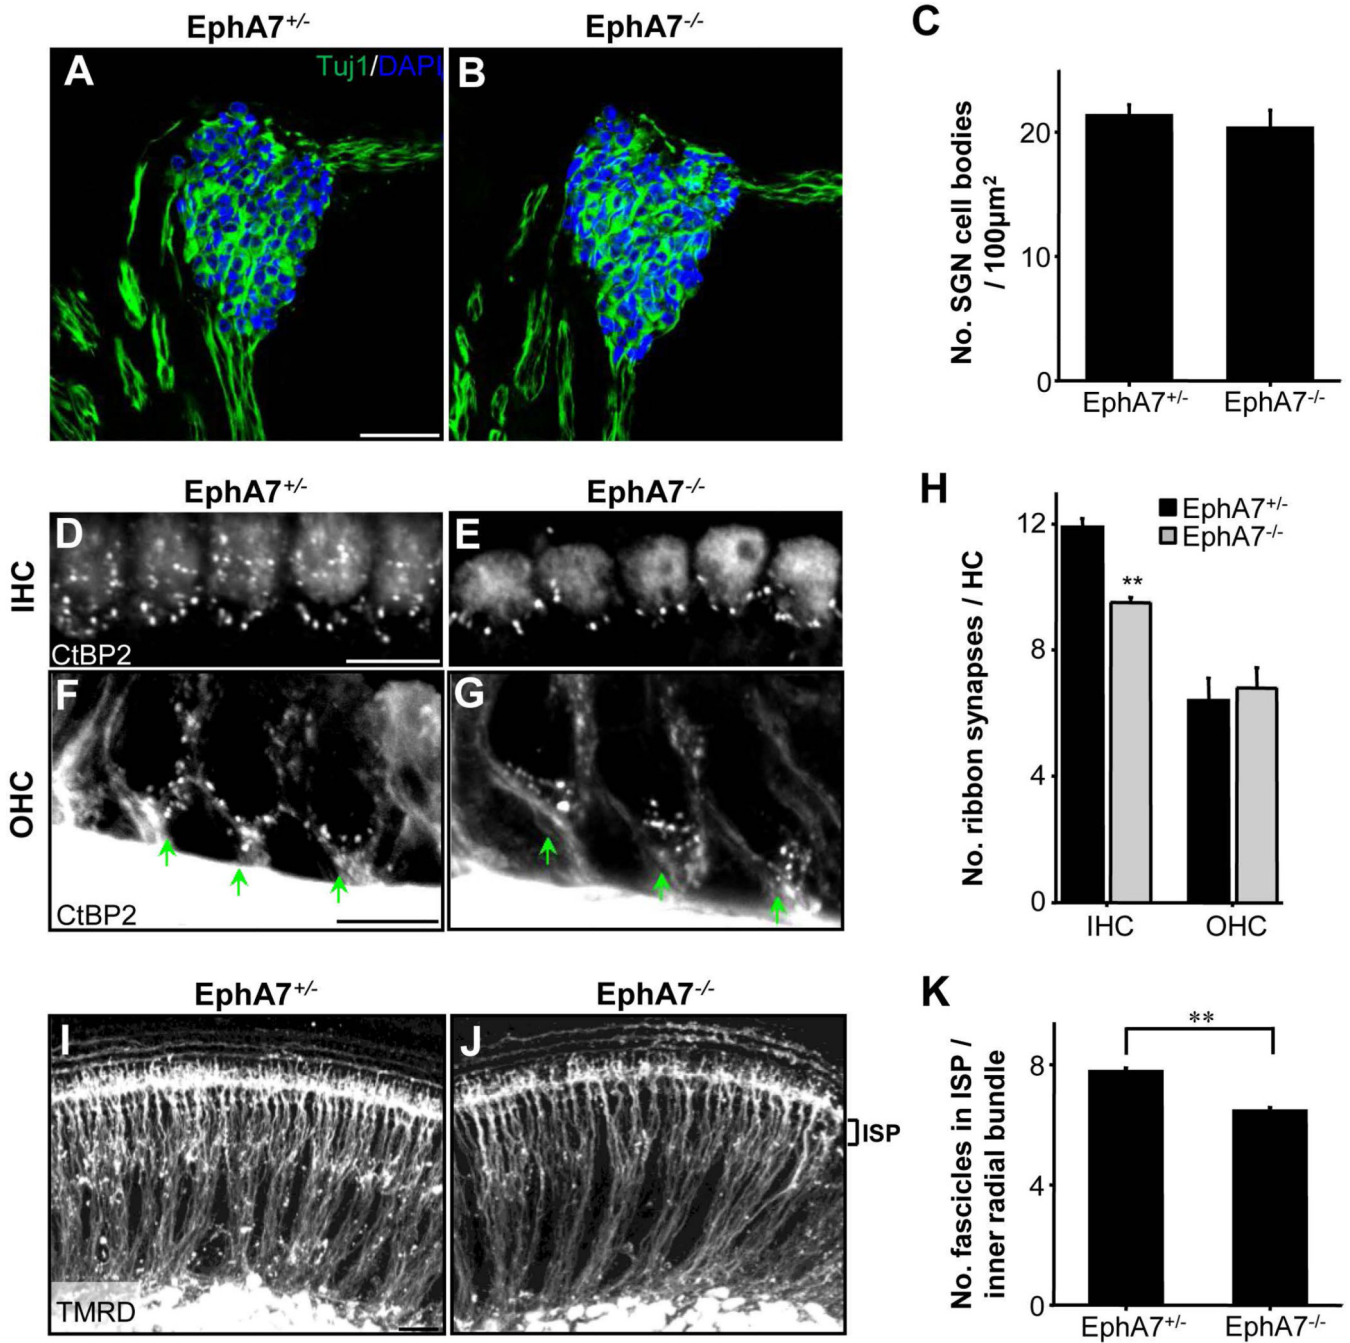 EphA7+/-
EphA7-/-
A
Tuj1/DAPI
B
C
No. SGN cell bodies
/ 100µm2
20
10
0
EphA7+/-
EphA7-/-
EphA7+/-
EphA7-/-
IHC
D
CtBP2
E
OHC
F
CtBP2
G
H
No. ribbon synapses / HC
EphA7+/-
EphA7-/-
12
8
4
0
**
IHC
OHC
EphA7+/-
EphA7-/-
I
TMRD
J
ISP
K
No. fascicles in ISP /
inner radial bundle
**
8
4
0
EphA7+/-
EphA7-/-